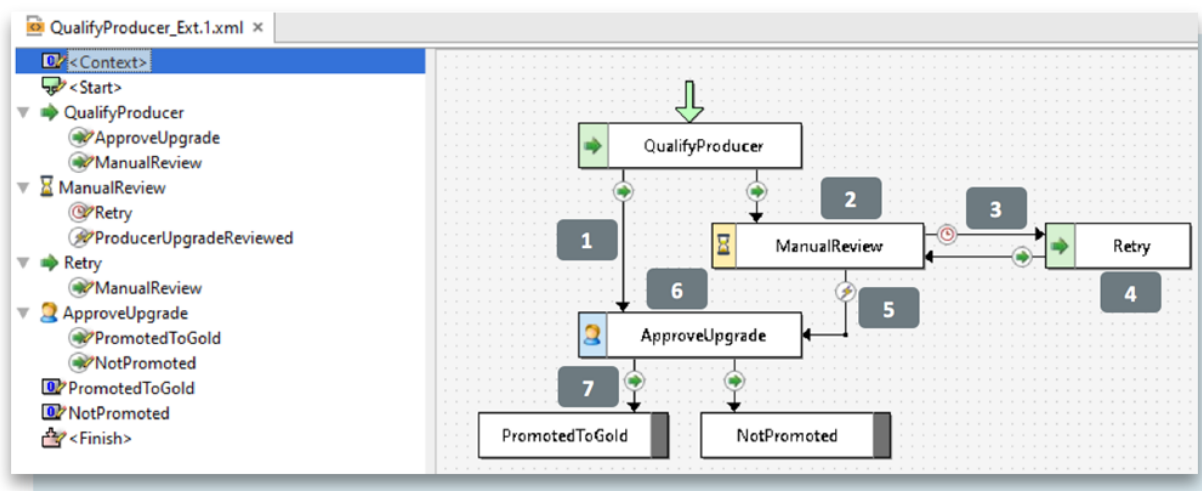 QualifyProducer_Ext.1.xml ×
<Context>
<Start>
QualifyProducer
ApproveUpgrade
ManualReview
ManualReview
Retry
ProducerUpgradeReviewed
Retry
ManualReview
ApproveUpgrade
PromotedToGold
NotPromoted
PromotedToGold
NotPromoted
<Finish>
QualifyProducer
1
2
3
ManualReview
Retry
4
5
6
ApproveUpgrade
7
PromotedToGold
NotPromoted